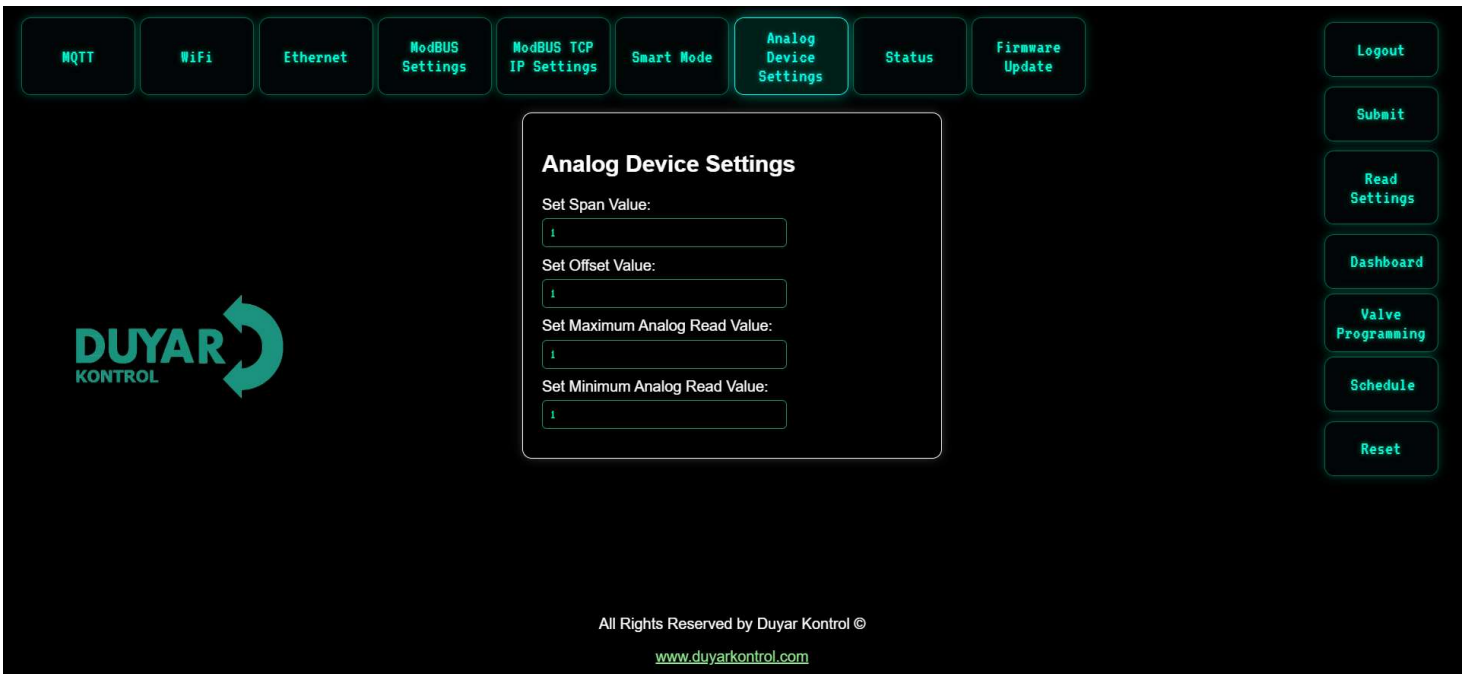 MQTT
WiFi
Ethernet
ModBUS
Settings
ModBUS TCP
IP Settings
Smart Mode
Analog
Device
Settings
Status
Firmware
Update
Logout
Submit
Read
Settings
Dashboard
Valve
Programming
Schedule
Reset
DUYAR
KONTROL
Analog Device Settings
Set Span Value:
1
Set Offset Value:
1
Set Maximum Analog Read Value:
1
Set Minimum Analog Read Value:
1
All Rights Reserved by Duyar Kontrol ©
www.duyarkontrol.com